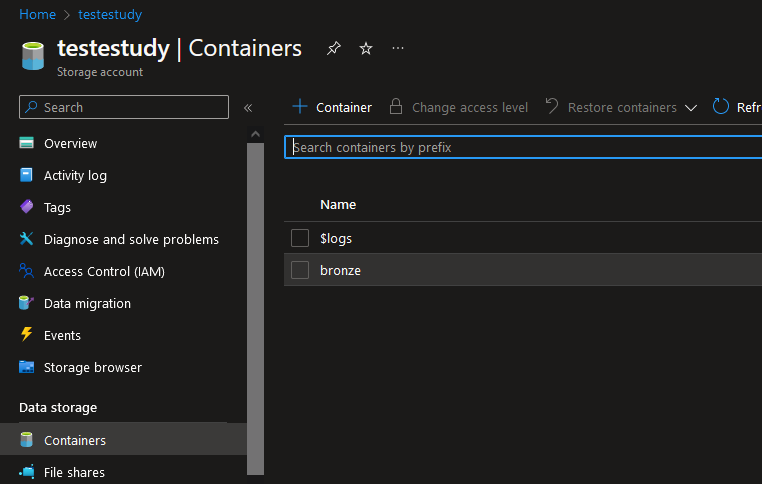 Home > testestudy
testestudy | Containers
Storage account
Search
Overview
Activity log
Tags
Diagnose and solve problems
Access Control (IAM)
Data migration
Events
Storage browser
Data storage
Containers
File shares
+ Container
Change access level
Restore containers
Refr
Search containers by prefix
Name
$logs
bronze